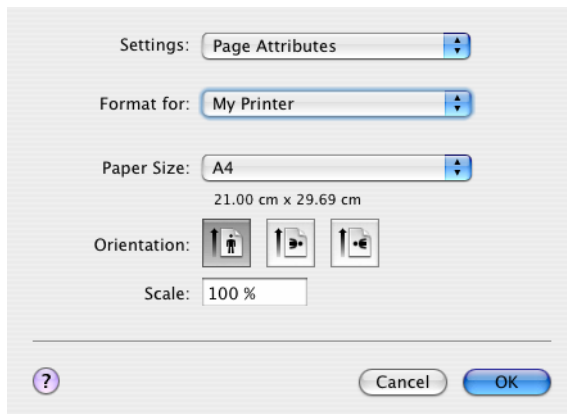 Settings: Page Attributes
Format for: My Printer
Paper Size: A4
21.00 cm x 29.69 cm
Orientation:
Scale: 100 %
? Cancel OK